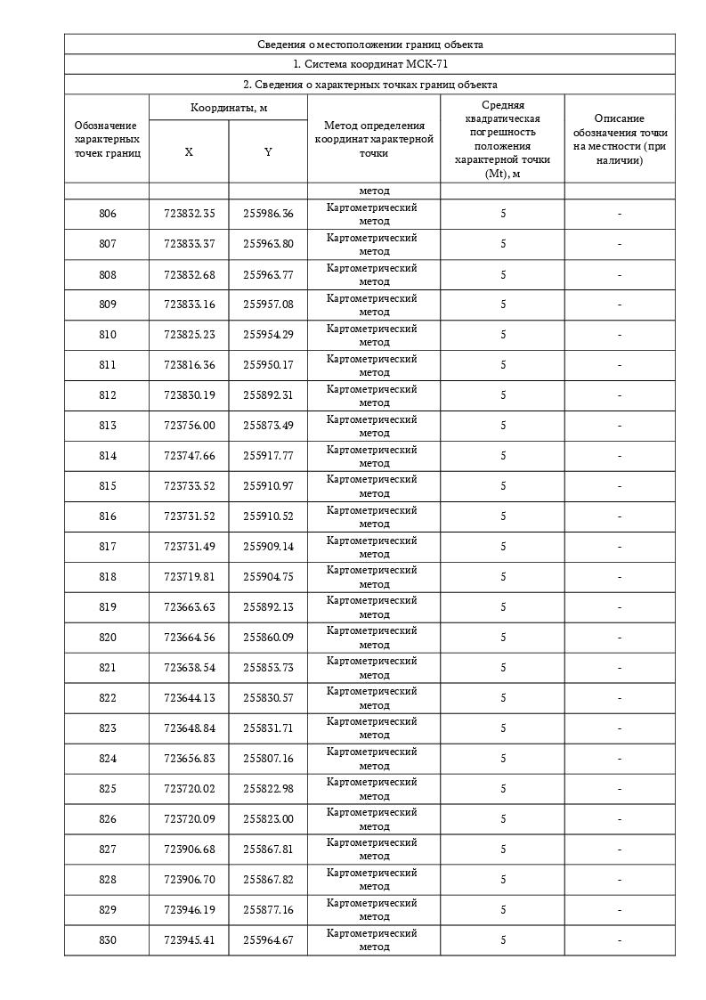 Сведения о местоположении границ объекта
1. Система координат МСК-71
2. Сведения о характерных точках границ объекта
Обозначение
характерных
точек границ
Координаты, м
X
Y
Метод определения
координат характерной
точки
Средняя
квадратическая
погрешность
положения
характерной точки
(Mt), м
Описание
обозначения точки
на местности (при
наличии)
метод
806 723832.35 255986.36 Картометрический
метод 5 -
807 723833.37 255963.80 Картометрический
метод 5 -
808 723832.68 255963.77 Картометрический
метод 5 -
809 723833.16 255957.08 Картометрический
метод 5 -
810 723825.23 255954.29 Картометрический
метод 5 -
811 723816.36 255950.17 Картометрический
метод 5 -
812 723830.19 255892.31 Картометрический
метод 5 -
813 723756.00 255873.49 Картометрический
метод 5 -
814 723747.66 255917.77 Картометрический
метод 5 -
815 723733.52 255910.97 Картометрический
метод 5 -
816 723731.52 255910.52 Картометрический
метод 5 -
817 723731.49 255909.14 Картометрический
метод 5 -
818 723719.81 255904.75 Картометрический
метод 5 -
819 723663.63 255892.13 Картометрический
метод 5 -
820 723664.56 255860.09 Картометрический
метод 5 -
821 723638.54 255853.73 Картометрический
метод 5 -
822 723644.13 255830.57 Картометрический
метод 5 -
823 723648.84 255831.71 Картометрический
метод 5 -
824 723656.83 255807.16 Картометрический
метод 5 -
825 723720.02 255822.98 Картометрический
метод 5 -
826 723720.09 255823.00 Картометрический
метод 5 -
827 723906.68 255867.81 Картометрический
метод 5 -
828 723906.70 255867.82 Картометрический
метод 5 -
829 723946.19 255877.16 Картометрический
метод 5 -
830 723945.41 255964.67 Картометрический
метод 5 -